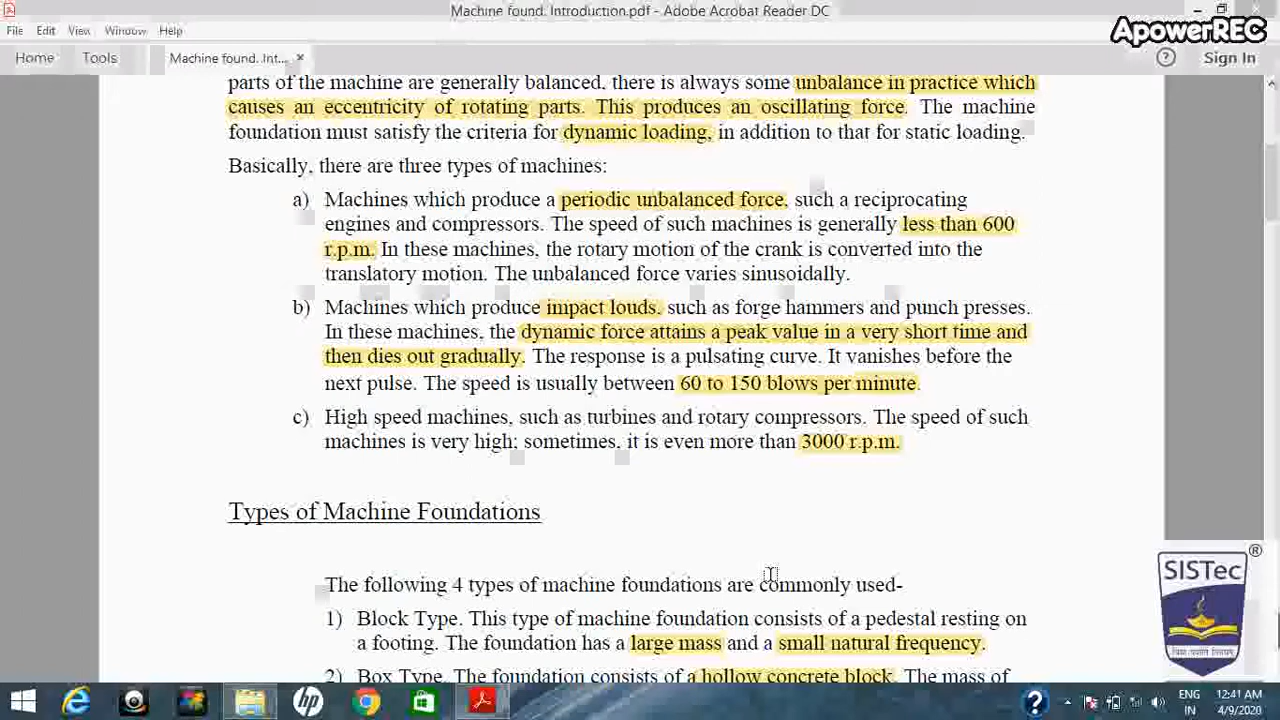 Machine found. Introduction.pdf - Adobe Acrobat Reader DC
ApowerREC
File Edit View Window Help
Home Tools Machine found. Int... × Sign In
parts of the machine are generally balanced, there is always some unbalance in practice which
causes an eccentricity of rotating parts. This produces an oscillating force. The machine
foundation must satisfy the criteria for dynamic loading, in addition to that for static loading.
Basically, there are three types of machines:
a) Machines which produce a periodic unbalanced force, such a reciprocating
engines and compressors. The speed of such machines is generally less than 600
r.p.m. In these machines, the rotary motion of the crank is converted into the
translatory motion. The unbalanced force varies sinusoidally.
b) Machines which produce impact louds, such as forge hammers and punch presses.
In these machines, the dynamic force attains a peak value in a very short time and
then dies out gradually. The response is a pulsating curve. It vanishes before the
next pulse. The speed is usually between 60 to 150 blows per minute.
c) High speed machines, such as turbines and rotary compressors. The speed of such
machines is very high; sometimes, it is even more than 3000 r.p.m.
Types of Machine Foundations
The following 4 types of machine foundations are commonly used-
1) Block Type. This type of machine foundation consists of a pedestal resting on
a footing. The foundation has a large mass and a small natural frequency.
2) Box Type. The foundation consists of a hollow concrete block. The mass of
SISTec
®
ENG
IN
12:41 AM
4/9/2020